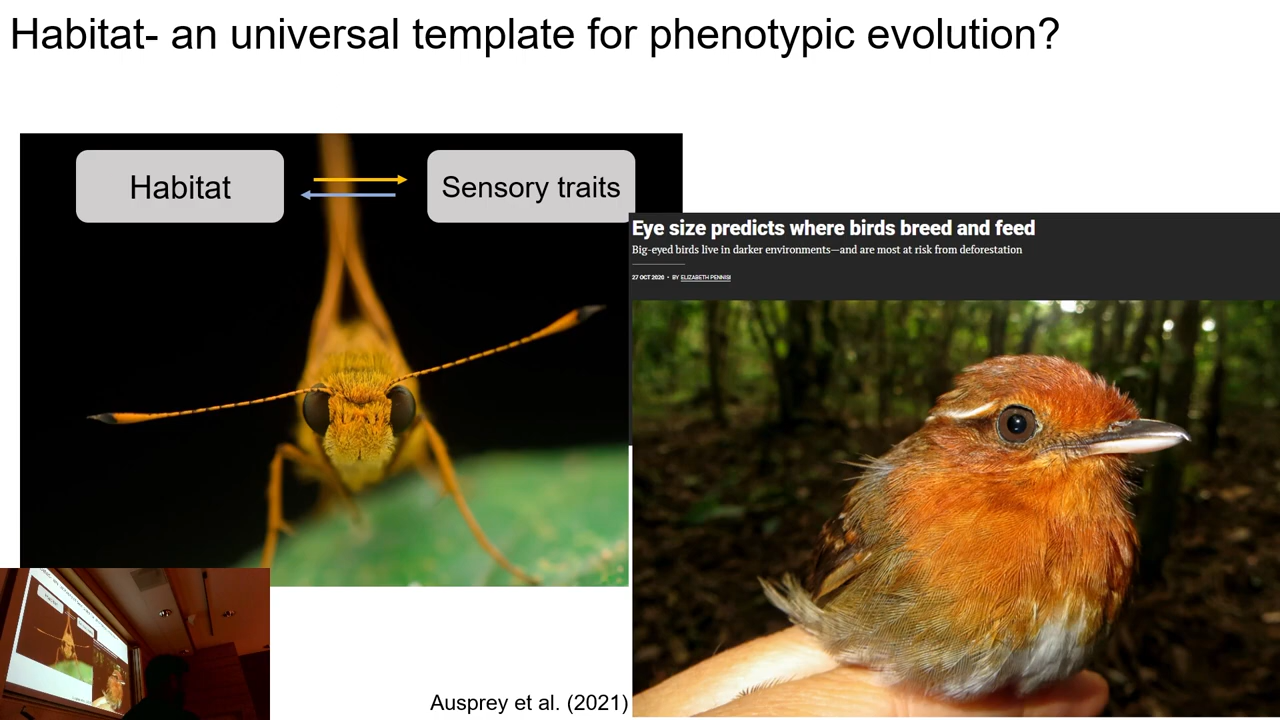 Habitat- an universal template for phenotypic evolution?
Habitat
Sensory traits
Eye size predicts where birds breed and feed
Big-eyed birds live in darker environments—and are most at risk from deforestation
27 OCT 2020 • BY ELIZABETH PENNISI
Ausprey et al. (2021)